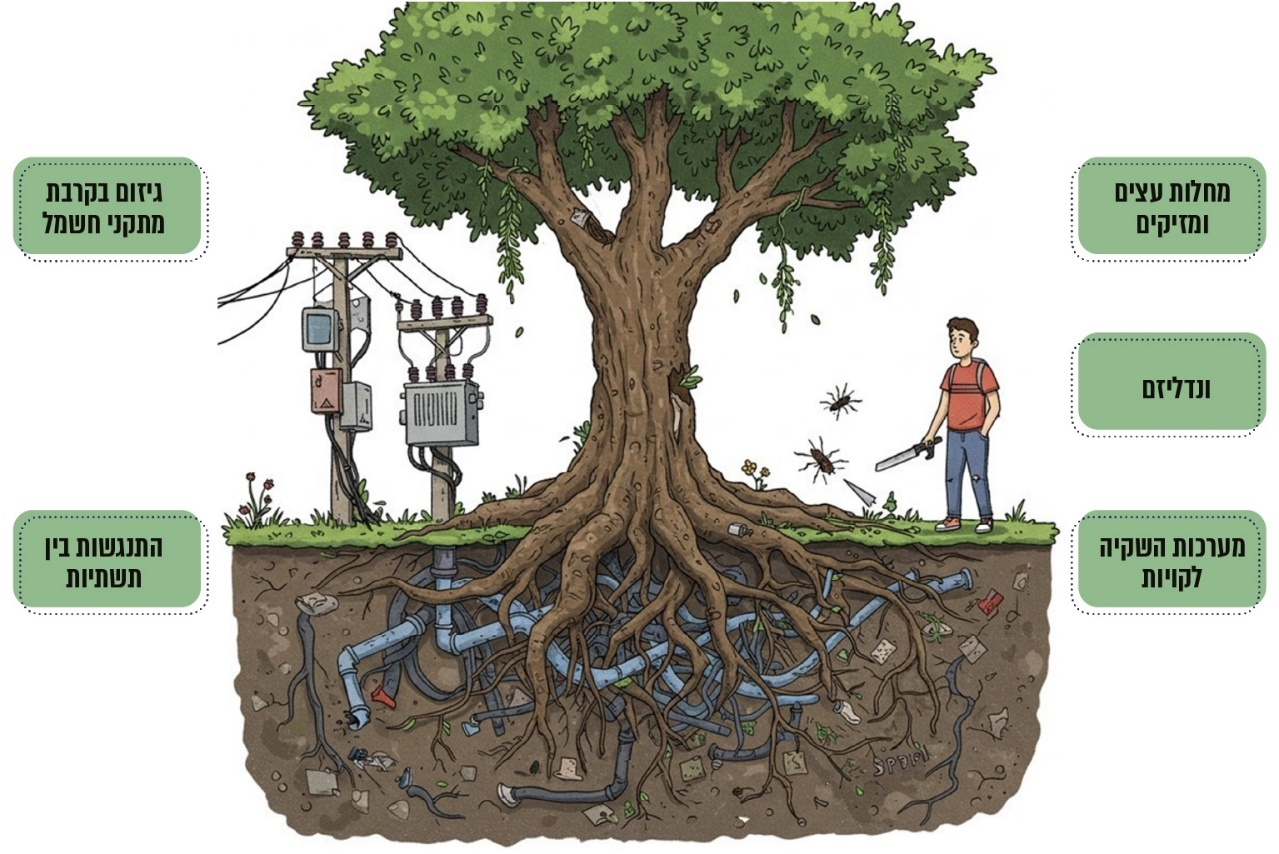 מחלות עצים
ומזיקים
ונדליזם
מערכות השקיה
לקויות
גיזום בקרבת
מתקני חשמל
התנגשות בין
תשתיות